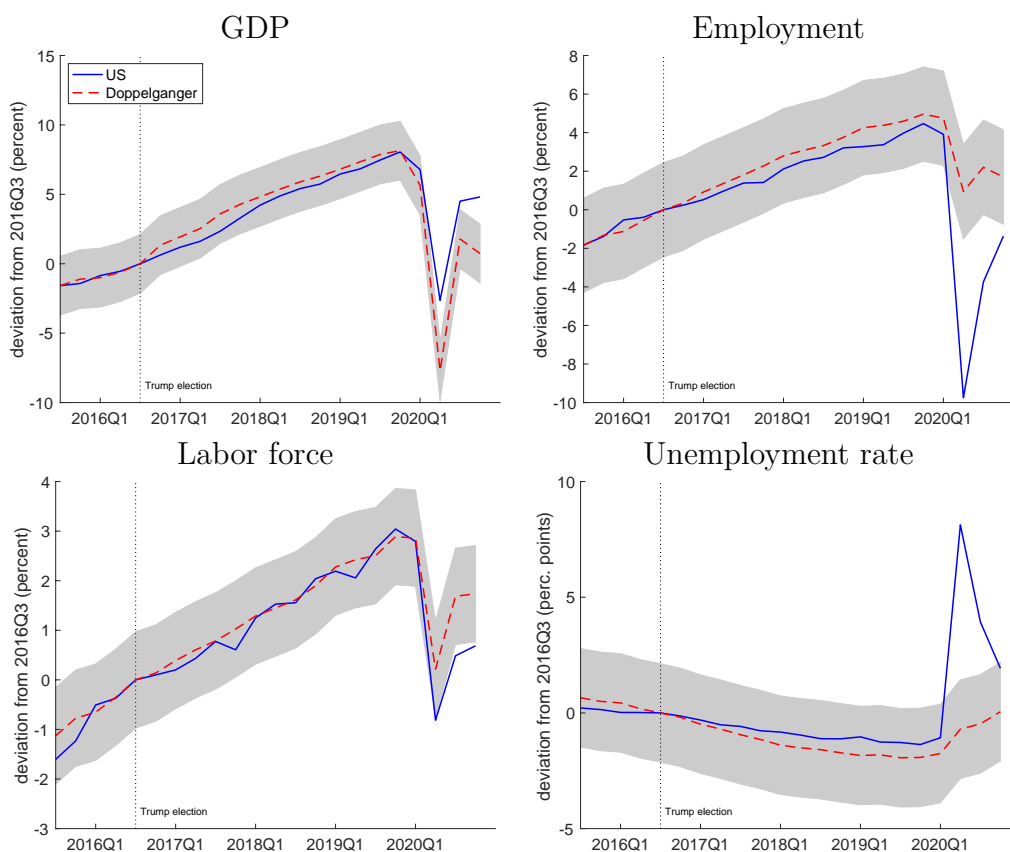 GDP
15
10
5
0
-5
-10
deviation from 2016Q3 (percent)
US
Doppelganger
Trump election
2016Q1 2017Q1 2018Q1 2019Q1 2020Q1
Employment
8
6
4
2
0
-2
-4
-6
-8
-10
deviation from 2016Q3 (percent)
Trump election
2016Q1 2017Q1 2018Q1 2019Q1 2020Q1
Labor force
4
3
2
1
0
-1
-2
-3
deviation from 2016Q3 (percent)
Trump election
2016Q1 2017Q1 2018Q1 2019Q1 2020Q1
Unemployment rate
10
5
0
-5
deviation from 2016Q3 (perc. points)
Trump election
2016Q1 2017Q1 2018Q1 2019Q1 2020Q1